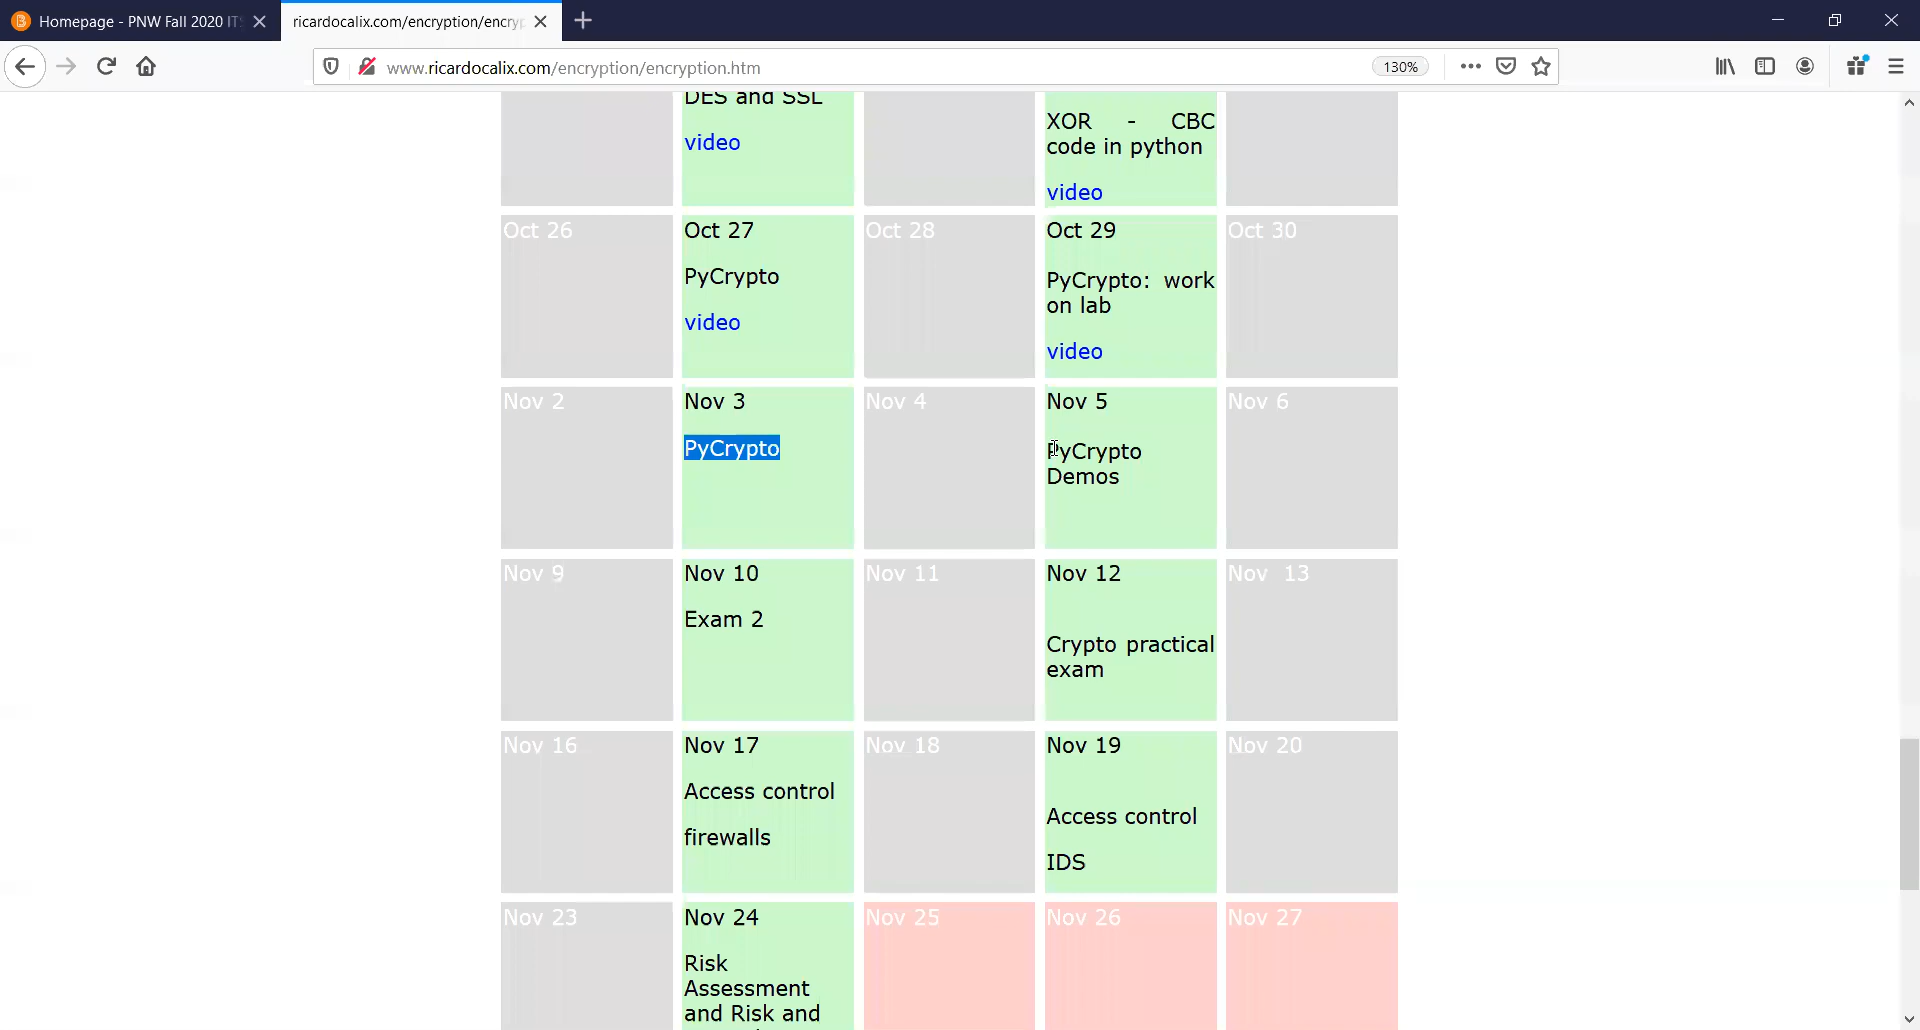 Homepage - PNW Fall 2020 ITS
ricardocalix.com/encryption/encryp
www.ricardocalix.com/encryption/encryption.htm
130%
DES and SSL
video
XOR - CBC
code in python
video
Oct 26
Oct 27
PyCrypto
video
Oct 28
Oct 29
PyCrypto: work
on lab
video
Oct 30
Nov 2
Nov 3
PyCrypto
Nov 4
Nov 5
PyCrypto
Demos
Nov 6
Nov 9
Nov 10
Exam 2
Nov 11
Nov 12
Crypto practical
exam
Nov 13
Nov 16
Nov 17
Access control
firewalls
Nov 18
Nov 19
Access control
IDS
Nov 20
Nov 23
Nov 24
Risk
Assessment
and Risk and
Nov 25
Nov 26
Nov 27